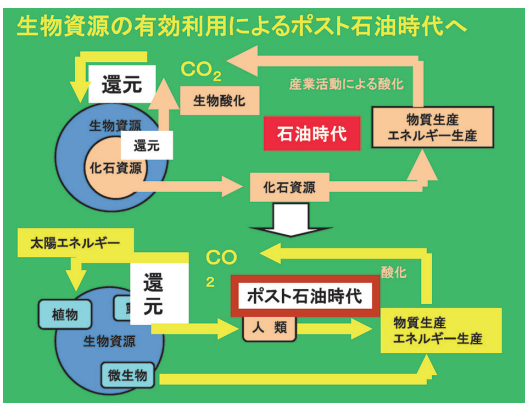 生物資源の有効利用によるポスト石油時代へ
CO2
還元
産業活動による酸化
生物酸化
生物資源
還元
石油時代
物質生産
エネルギー生産
化石資源
化石資源
太陽エネルギー
CO
2
還
元
酸化
ポスト石油時代
植物
人 類
物質生産
エネルギー生産
生物資源
微生物